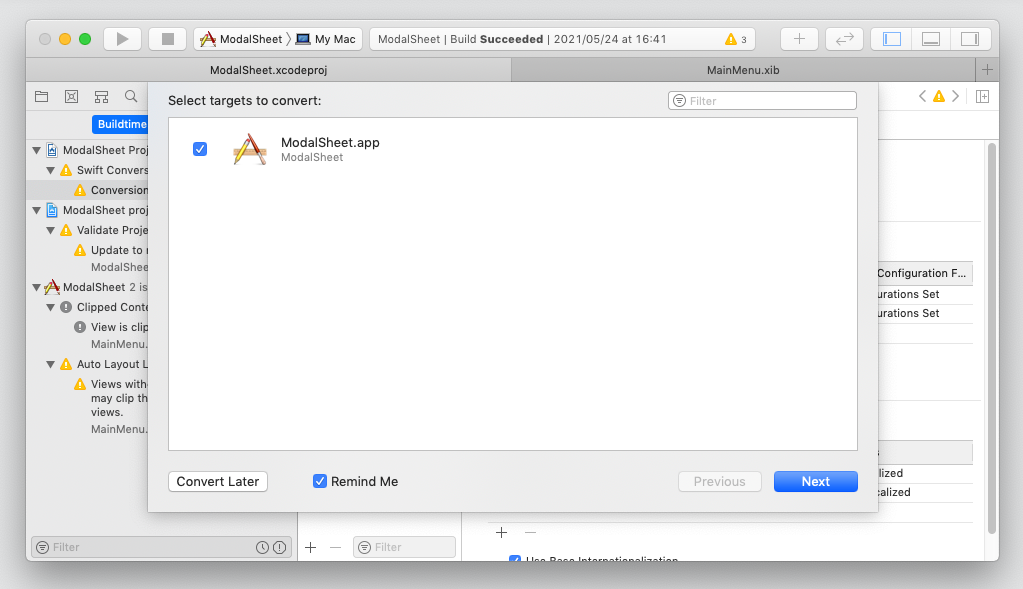 ModalSheet 〉 My Mac
ModalSheet | Build Succeeded | 2021/05/24 at 16:41
3
ModalSheet.xcodeproj
MainMenu.xib
Select targets to convert:
Filter
Buildtime
ModalSheet.app
ModalSheet
ModalSheet Proj
Swift Convers
Conversion
ModalSheet proj
Validate Proje
Update to
ModalShee
ModalSheet 2 is
Clipped Conte
View is clip
MainMenu.
Auto Layout L
Views with
may clip th
views.
MainMenu.
Configuration F...
urations Set
urations Set
lized
calized
Convert Later
Remind Me
Previous
Next
Filter
Filter
Use Base Internationalization